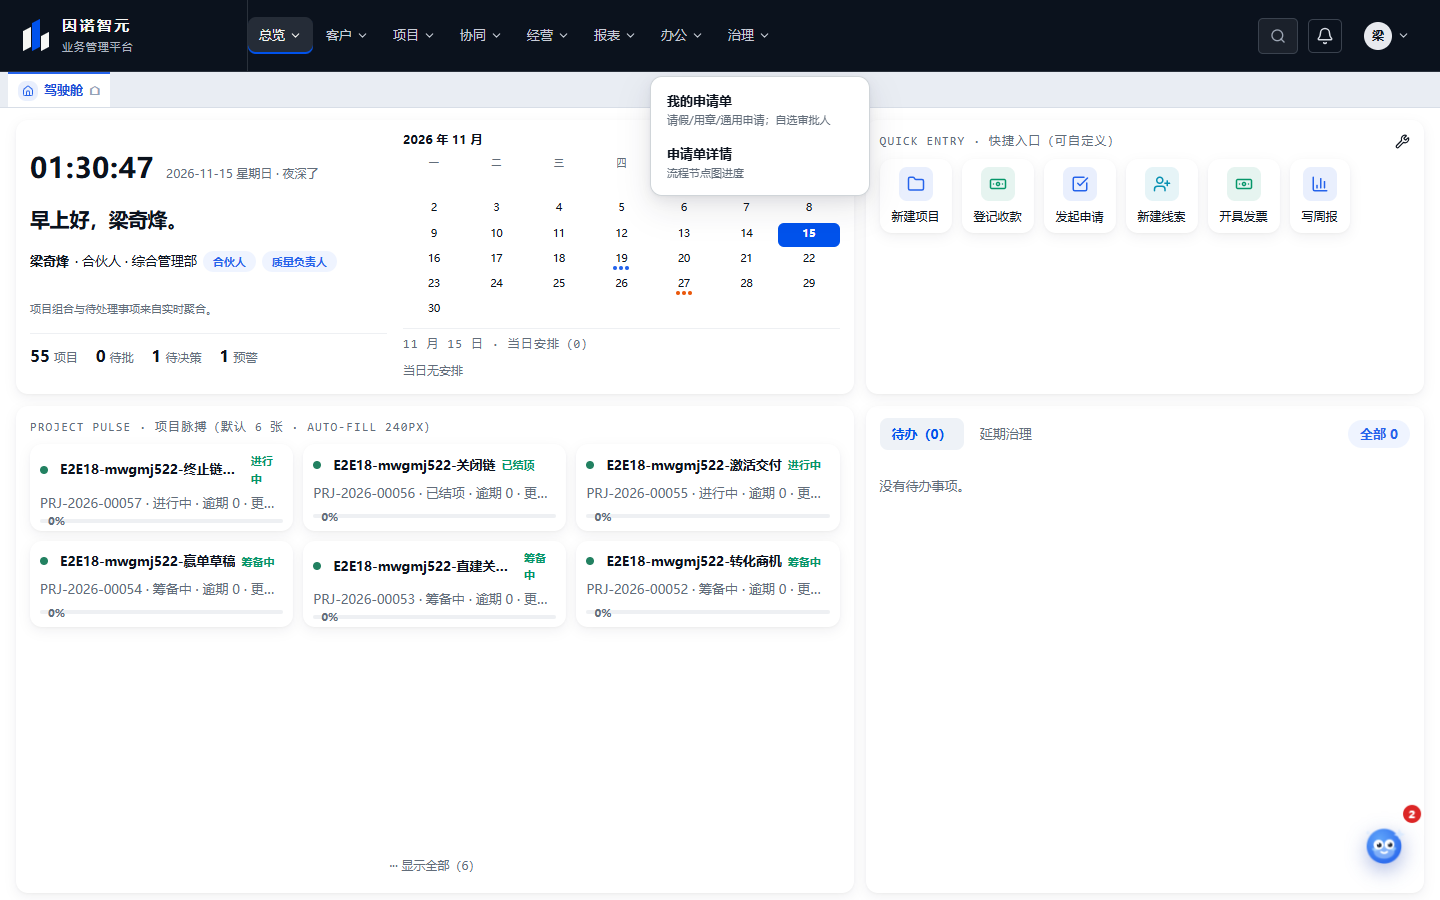 因诺智元
业务管理平台
总览 客户 项目 协同 经营 报表 办公 治理
梁
驾驶舱
我的申请单
请假/用章/通用申请；自选审批人
申请单详情
流程节点图进度
01:30:47 2026-11-15 星期日 · 夜深了
早上好，梁奇烽。
梁奇烽 · 合伙人 · 综合管理部 合伙人 质量负责人
项目组合与待处理事项来自实时聚合。
55 项目 0 待批 1 待决策 1 预警
2026 年 11 月
一 二 三 四
2 3 4 5 6 7 8
9 10 11 12 13 14 15
16 17 18 19 20 21 22
23 24 25 26 27 28 29
30
11 月 15 日 · 当日安排 (0)
当日无安排
QUICK ENTRY · 快捷入口 (可自定义)
新建项目 登记收款 发起申请 新建线索 开具发票 写周报
PROJECT PULSE · 项目脉搏 (默认 6 张 · AUTO-FILL 240PX)
E2E18-mwgmj522-终止链... 进行中
PRJ-2026-00057 · 进行中 · 逾期 0 · 更...
0%
E2E18-mwgmj522-关闭链 已结项
PRJ-2026-00056 · 已结项 · 逾期 0 · 更...
0%
E2E18-mwgmj522-激活交付 进行中
PRJ-2026-00055 · 进行中 · 逾期 0 · 更...
0%
E2E18-mwgmj522-赢单草稿 筹备中
PRJ-2026-00054 · 筹备中 · 逾期 0 · 更...
0%
E2E18-mwgmj522-直建关... 筹备中
PRJ-2026-00053 · 筹备中 · 逾期 0 · 更...
0%
E2E18-mwgmj522-转化商机 筹备中
PRJ-2026-00052 · 筹备中 · 逾期 0 · 更...
0%
··· 显示全部（6）
待办（0） 延期治理 全部 0
没有待办事项。
2